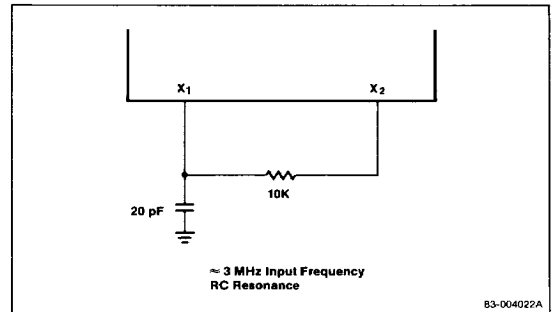 X1 X2
10K
20 pF
≈ 3 MHz Input Frequency
RC Resonance
83-004022A